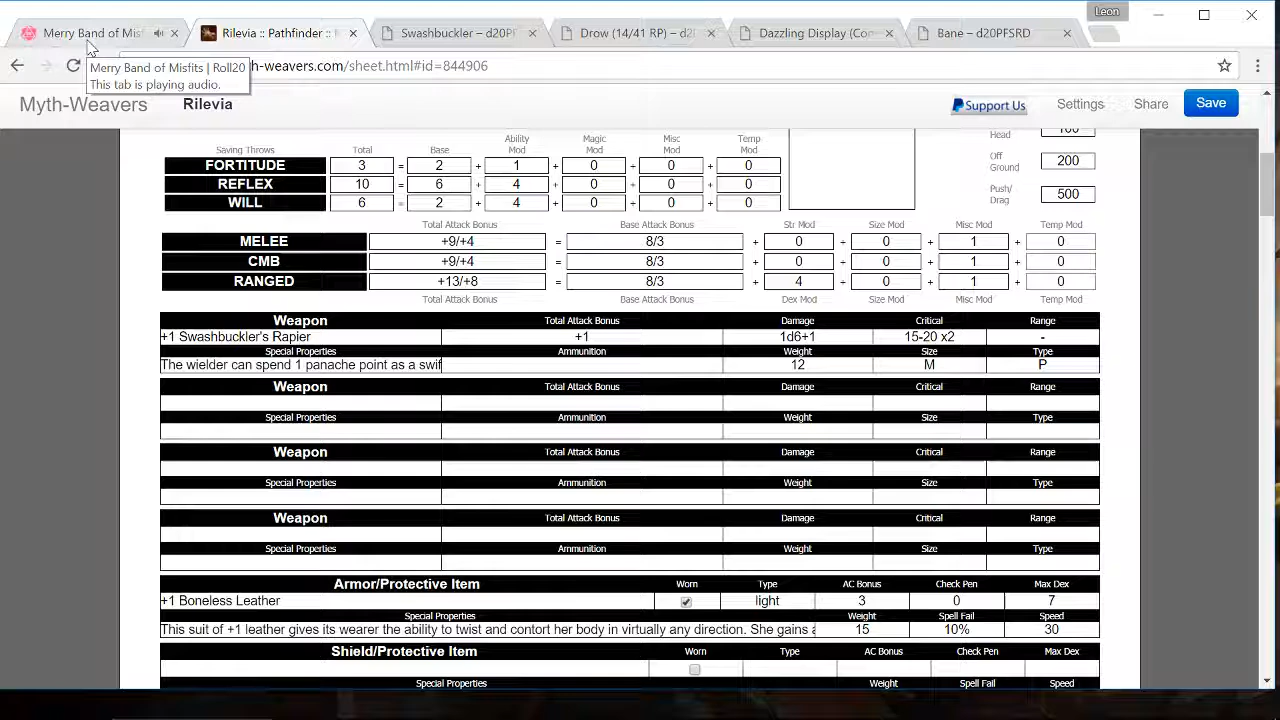 Leon
Merry Band of Mis
Rilevia :: Pathfinder ::
Swashbuckler – d20P
Drow (14/41 RP) – d2
Dazzling Display (Co
Bane – d20PFSRD
h-weavers.com/sheet.html#id=844906
Merry Band of Misfits | Roll20
This tab is playing audio.
Myth-Weavers Rilevia Support Us Settings Share Save
Saving Throws Total Base Ability Mod Magic Mod Misc Mod Temp Mod Head 100
FORTITUDE 3 = 2 + 1 + 0 + 0 + 0 Off Ground 200
REFLEX 10 = 6 + 4 + 0 + 0 + 0
WILL 6 = 2 + 4 + 0 + 0 + 0 Push/ Drag 500
Total Attack Bonus Base Attack Bonus Str Mod Size Mod Misc Mod Temp Mod
MELEE +9/+4 = 8/3 + 0 + 0 + 1 + 0
CMB +9/+4 = 8/3 + 0 + 0 + 1 + 0
RANGED +13/+8 = 8/3 + 4 + 0 + 1 + 0
Total Attack Bonus Base Attack Bonus Dex Mod Size Mod Misc Mod Temp Mod
Weapon Total Attack Bonus Damage Critical Range
+1 Swashbuckler's Rapier +1 1d6+1 15-20 x2 -
Special Properties Ammunition Weight Size Type
The wielder can spend 1 panache point as a swif 12 M P
Weapon Total Attack Bonus Damage Critical Range
Special Properties Ammunition Weight Size Type
Weapon Total Attack Bonus Damage Critical Range
Special Properties Ammunition Weight Size Type
Weapon Total Attack Bonus Damage Critical Range
Special Properties Ammunition Weight Size Type
Armor/Protective Item Worn Type AC Bonus Check Pen Max Dex
+1 Boneless Leather light 3 0 7
Special Properties Weight Spell Fail Speed
This suit of +1 leather gives its wearer the ability to twist and contort her body in virtually any direction. She gains a 15 10% 30
Shield/Protective Item Worn Type AC Bonus Check Pen Max Dex
Special Properties Weight Spell Fail Speed